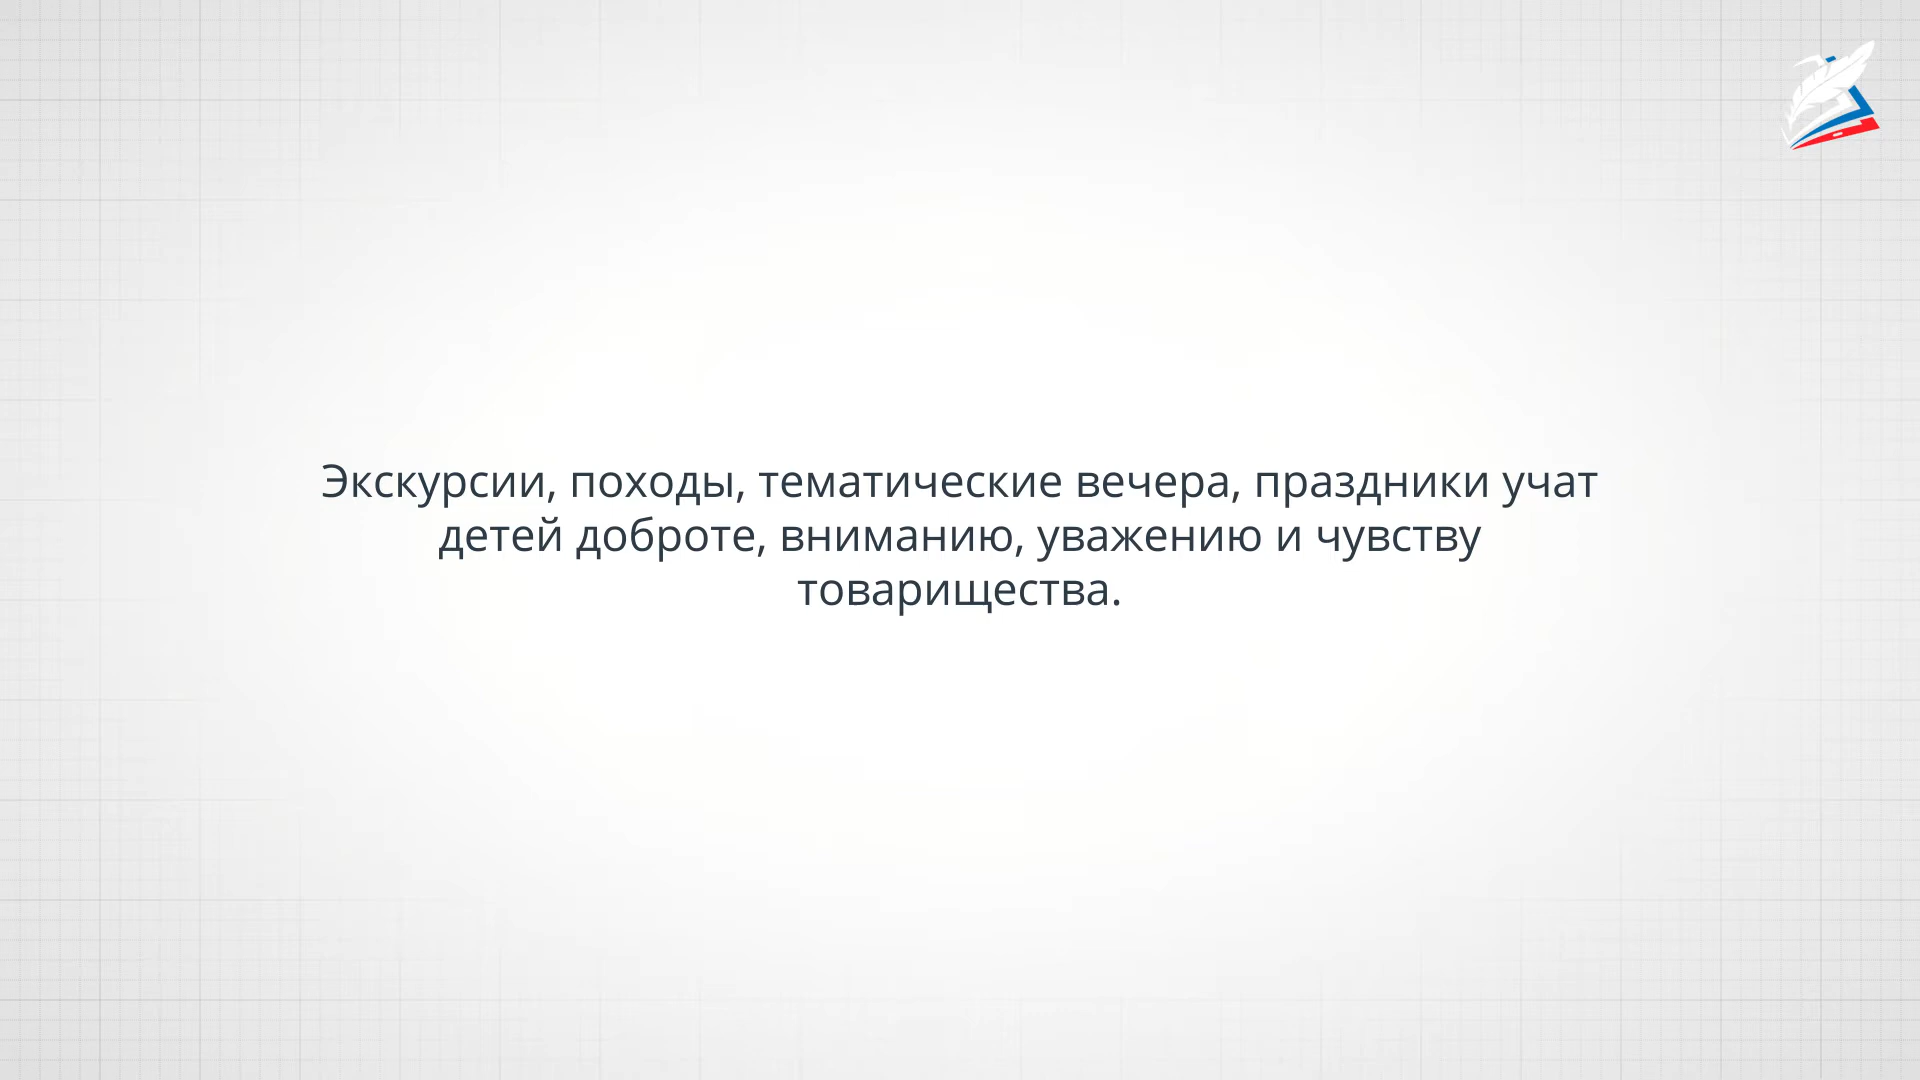 Экскурсии, походы, тематические вечера, праздники учат
детей доброте, вниманию, уважению и чувству
товарищества.